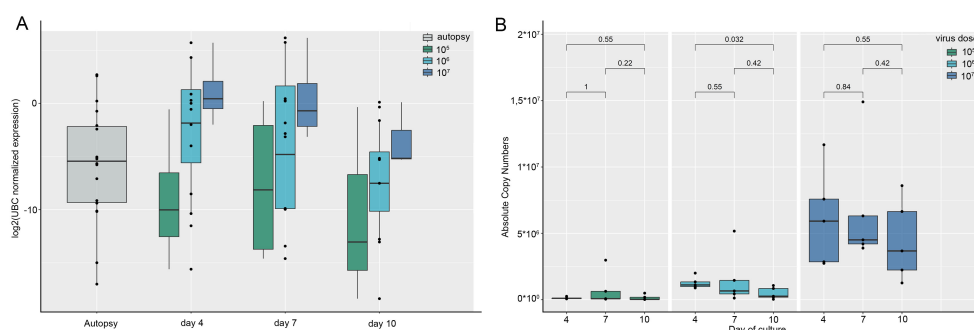 A
autopsy
10⁵
10⁶
10⁷
log2(UBC normalized expression)
0
-10
Autopsy
day 4
day 7
day 10
B
virus dose
10⁶
10⁷
Absolute Copy Numbers
2*10⁷
1,5*10⁷
1*10⁷
5*10⁶
0*10⁰
0.55
0.22
1
0.032
0.42
0.55
0.55
0.42
0.84
4
7
10
4
7
10
4
7
10
Day of culture